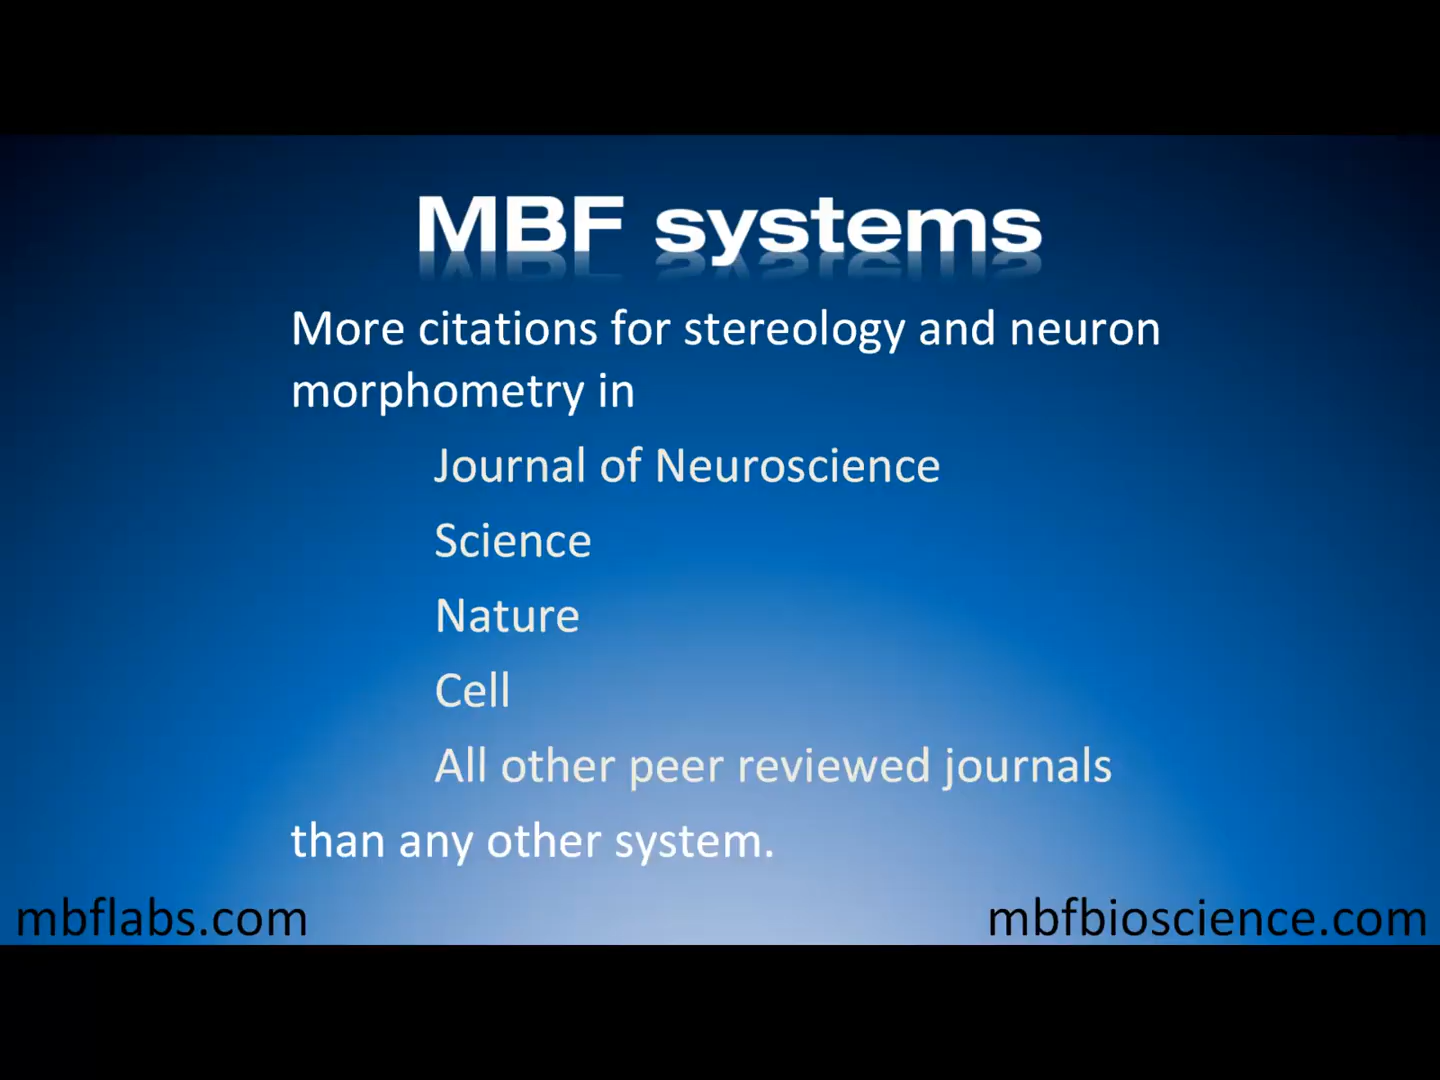 MBF systems
More citations for stereology and neuron
morphometry in
Journal of Neuroscience
Science
Nature
Cell
All other peer reviewed journals
than any other system.
mbflabs.com
mbfbioscience.com